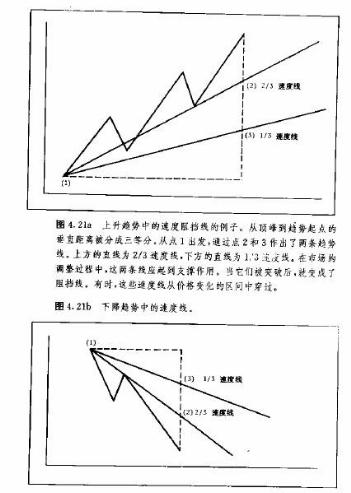 (2) 2/3 速度线
(3) 1/3 速度线
(1)
图 4.21a 上升趋势中的速度阻挡线的例子。从顶峰到趋势起点的
垂直距离被分成三等分。从点1出发,通过点2和3作出了两条趋势
线。上方的直线为2/3速度线,下方的直线为1/3速度线。在市场的
调整过程中,这两条线应起到支撑作用。当它们被突破后,就变成了
阻挡线。有时,这些速度线从价格变化的区间中穿过。
图 4.21b 下降趋势中的速度线。
(1)
(3) 1/3 速度线
(2) 2/3 速度线